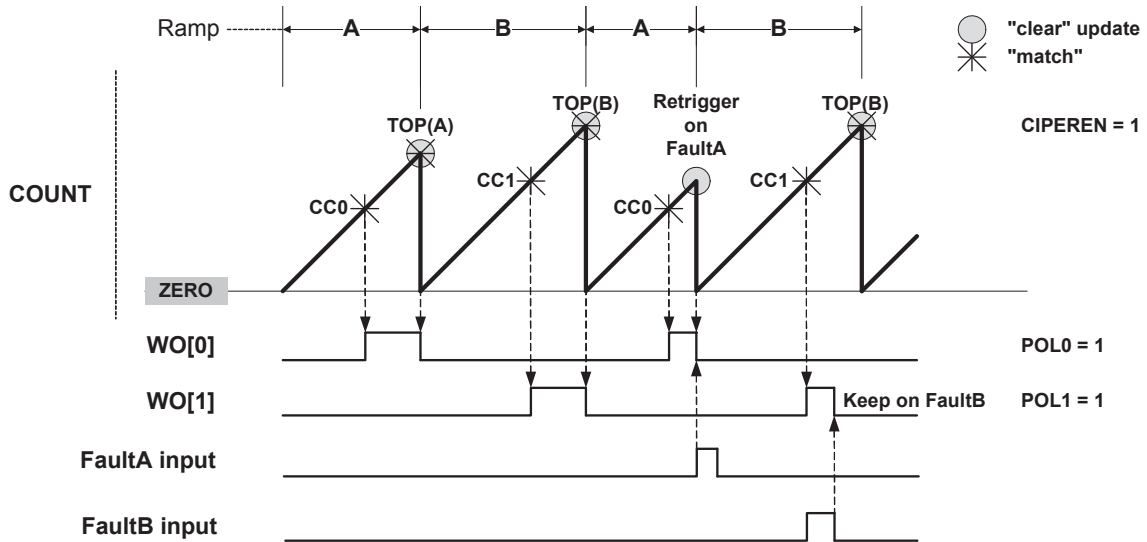 Ramp
A
B
A
B
"clear" update
"match"
TOP(A)
TOP(B)
Retrigger
on
FaultA
TOP(B)
CIPEREN = 1
COUNT
CC0
CC1
CC0
CC1
ZERO
WO[0]
POL0 = 1
WO[1]
Keep on FaultB
POL1 = 1
FaultA input
FaultB input